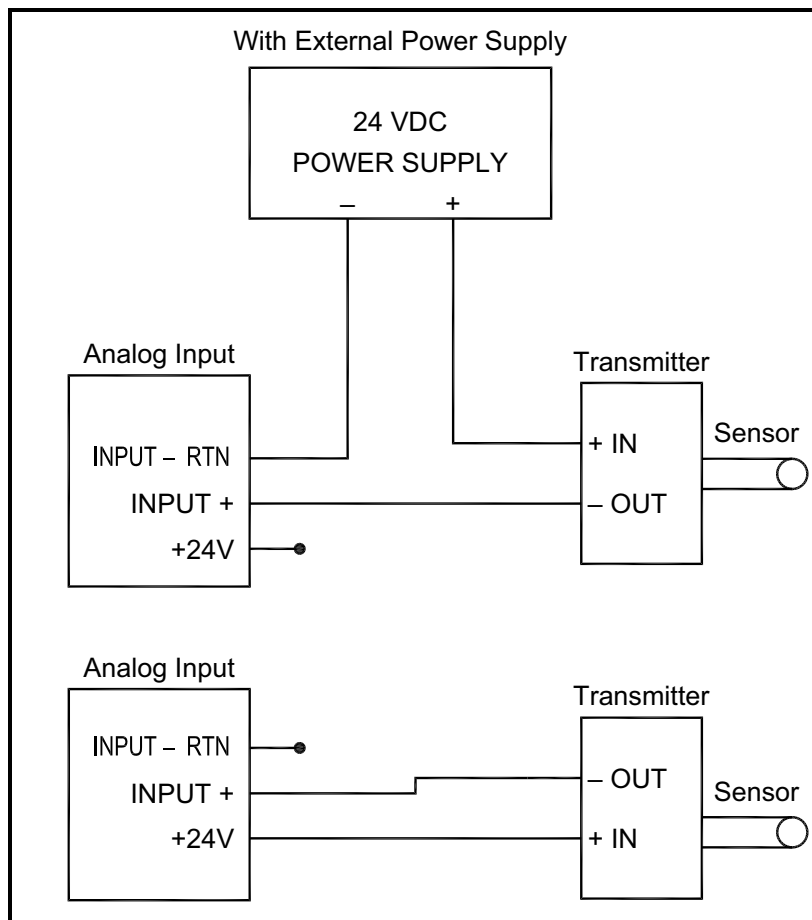 With External Power Supply
24 VDC
POWER SUPPLY
– +
Analog Input
INPUT – RTN
INPUT +
+24V
Transmitter
+ IN
– OUT
Sensor
Analog Input
INPUT – RTN
INPUT +
+24V
Transmitter
– OUT
+ IN
Sensor